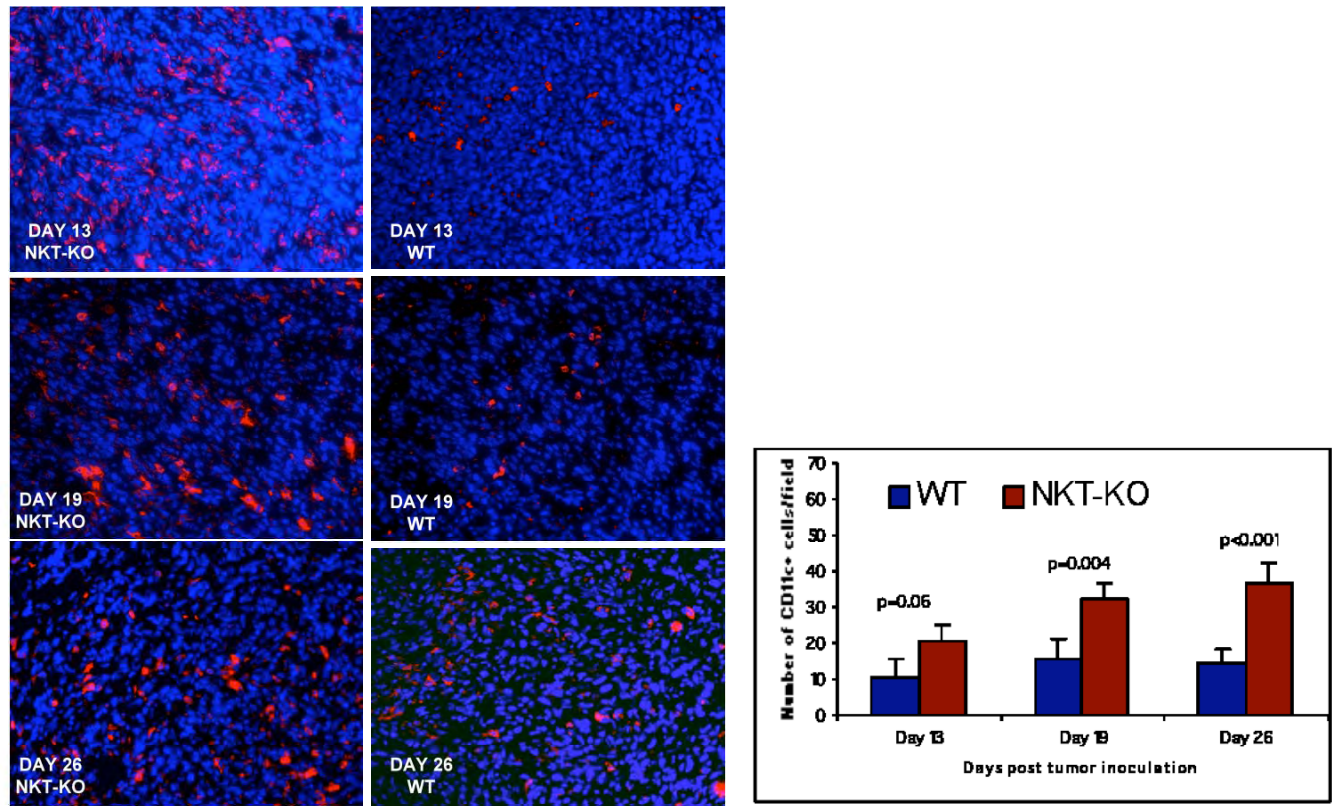 DAY 13
NKT-KO
DAY 13
WT
DAY 19
NKT-KO
DAY 19
WT
DAY 26
NKT-KO
DAY 26
WT
Number of CD11c+ cells/field
70
60
50
40
30
20
10
0
WT
NKT-KO
p=0.06
p=0.004
p<0.001
Day 13
Day 19
Day 26
Days post tumor inoculation